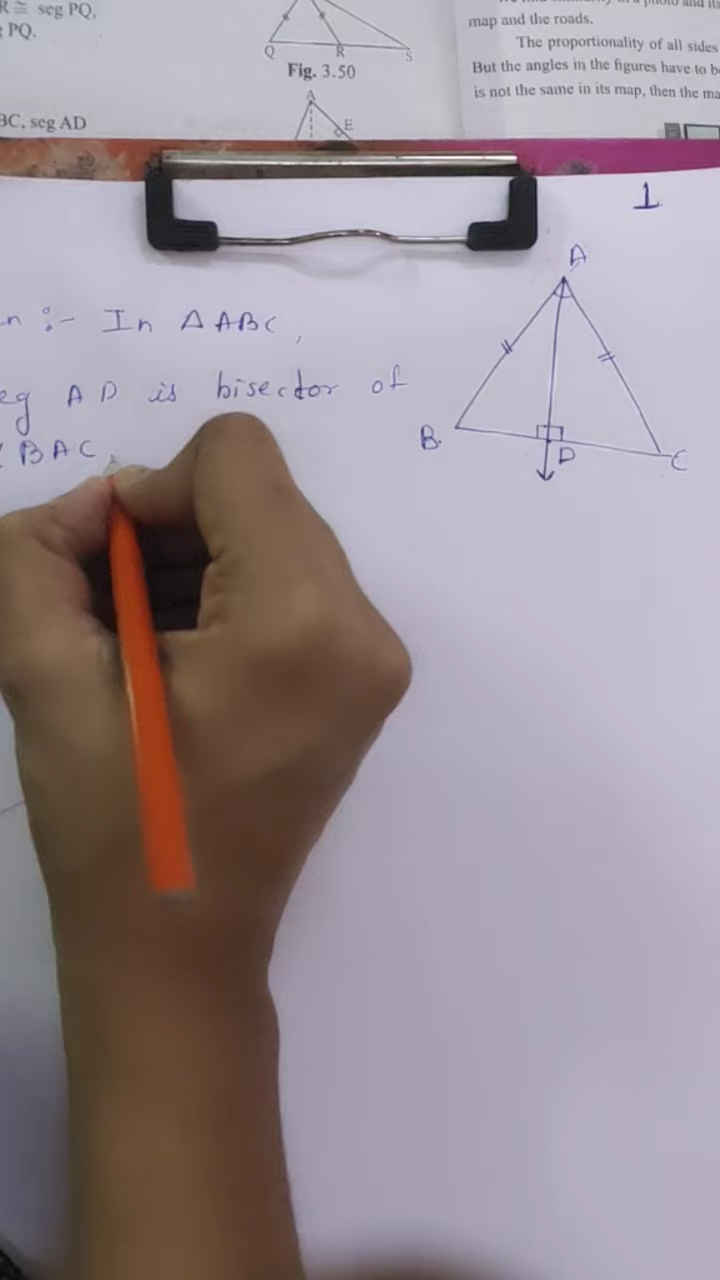 R ≅ seg PQ,
PQ.
Q R S
Fig. 3.50
BC, seg AD
A
E
map and the roads.
The proportionality of all sides
But the angles in the figures have to b
is not the same in its map, then the ma
1
n :- In △ABC,
eg AD is bisector of
∠BAC
A
B.
D
C